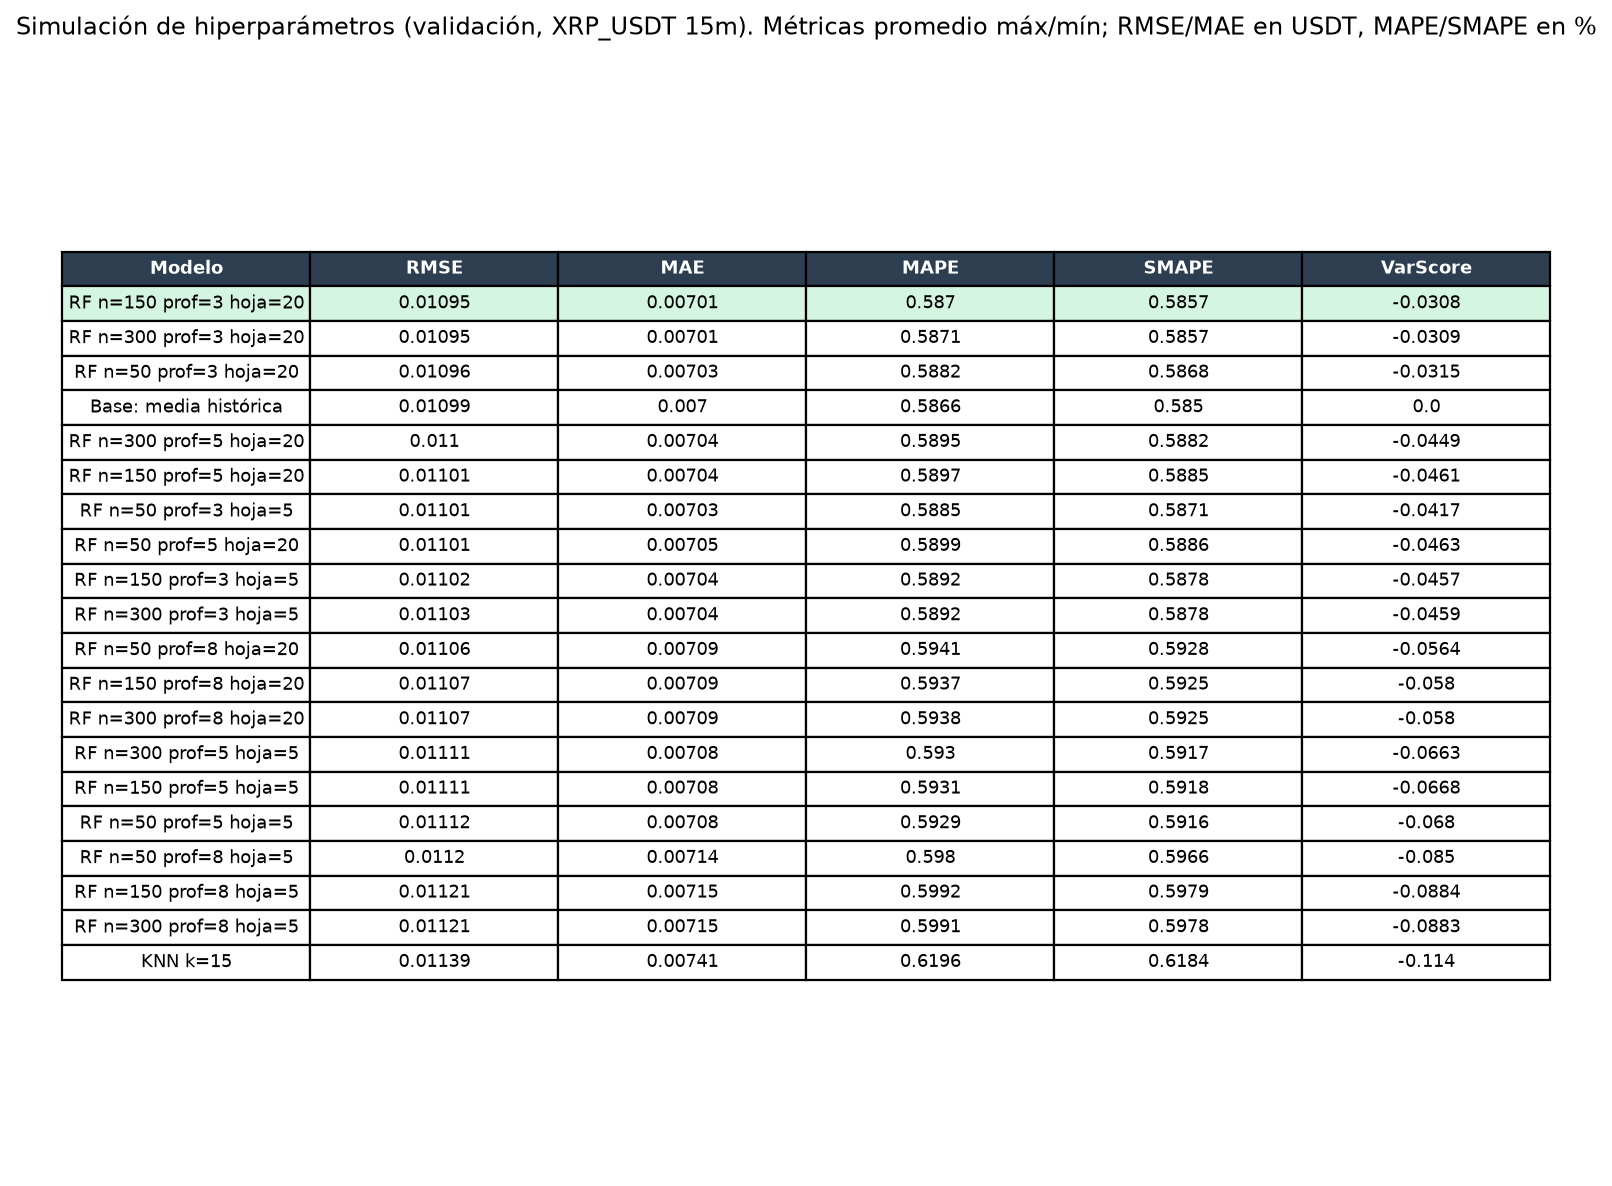 Simulación de hiperparámetros (validación, XRP_USDT 15m). Métricas promedio máx/mín; RMSE/MAE en USDT, MAPE/SMAPE en %
Modelo RMSE MAE MAPE SMAPE VarScore
RF n=150 prof=3 hoja=20 0.01095 0.00701 0.587 0.5857 -0.0308
RF n=300 prof=3 hoja=20 0.01095 0.00701 0.5871 0.5857 -0.0309
RF n=50 prof=3 hoja=20 0.01096 0.00703 0.5882 0.5868 -0.0315
Base: media histórica 0.01099 0.007 0.5866 0.585 0.0
RF n=300 prof=5 hoja=20 0.011 0.00704 0.5895 0.5882 -0.0449
RF n=150 prof=5 hoja=20 0.01101 0.00704 0.5897 0.5885 -0.0461
RF n=50 prof=3 hoja=5 0.01101 0.00703 0.5885 0.5871 -0.0417
RF n=50 prof=5 hoja=20 0.01101 0.00705 0.5899 0.5886 -0.0463
RF n=150 prof=3 hoja=5 0.01102 0.00704 0.5892 0.5878 -0.0457
RF n=300 prof=3 hoja=5 0.01103 0.00704 0.5892 0.5878 -0.0459
RF n=50 prof=8 hoja=20 0.01106 0.00709 0.5941 0.5928 -0.0564
RF n=150 prof=8 hoja=20 0.01107 0.00709 0.5937 0.5925 -0.058
RF n=300 prof=8 hoja=20 0.01107 0.00709 0.5938 0.5925 -0.058
RF n=300 prof=5 hoja=5 0.01111 0.00708 0.593 0.5917 -0.0663
RF n=150 prof=5 hoja=5 0.01111 0.00708 0.5931 0.5918 -0.0668
RF n=50 prof=5 hoja=5 0.01112 0.00708 0.5929 0.5916 -0.068
RF n=50 prof=8 hoja=5 0.0112 0.00714 0.598 0.5966 -0.085
RF n=150 prof=8 hoja=5 0.01121 0.00715 0.5992 0.5979 -0.0884
RF n=300 prof=8 hoja=5 0.01121 0.00715 0.5991 0.5978 -0.0883
KNN k=15 0.01139 0.00741 0.6196 0.6184 -0.114